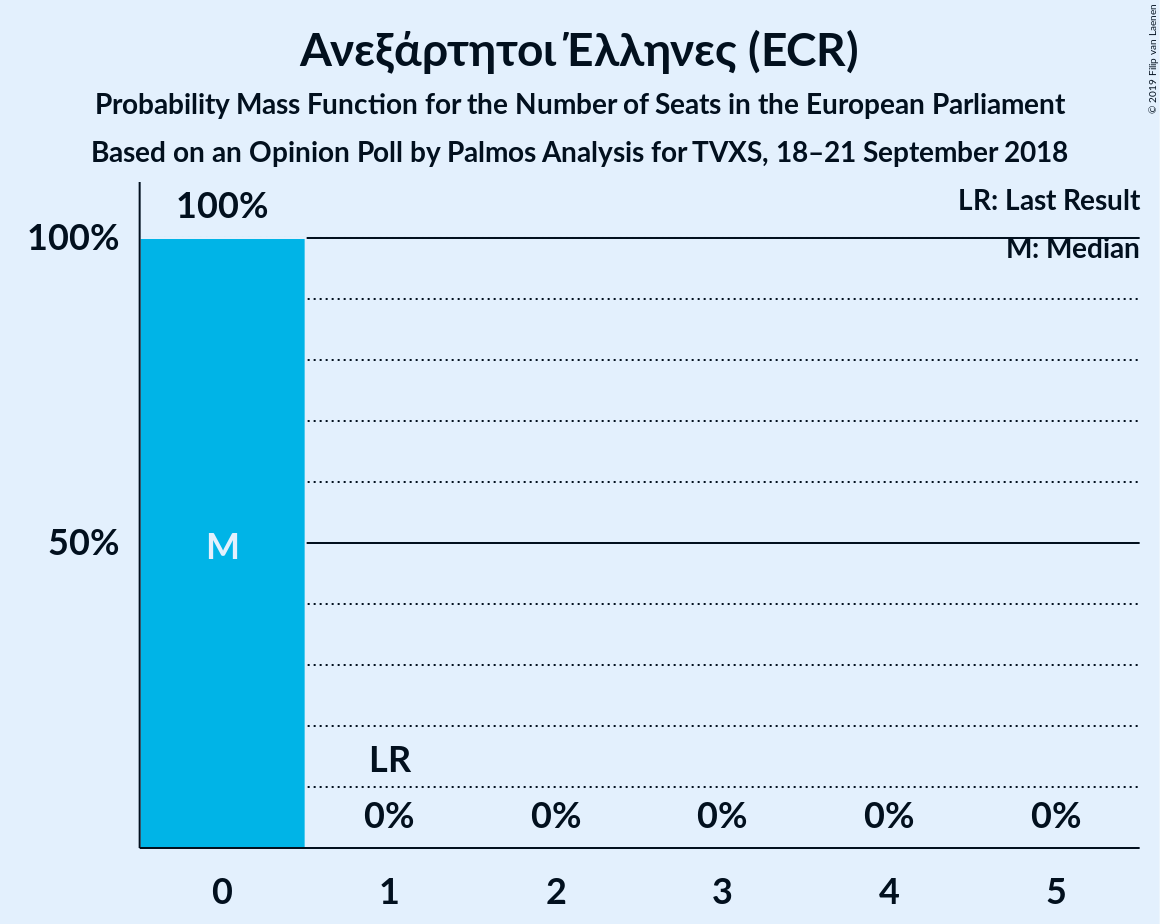 Ανεξάρτητοι Έλληνες (ECR)
Probability Mass Function for the Number of Seats in the European Parliament
Based on an Opinion Poll by Palmos Analysis for TVXS, 18–21 September 2018
© 2019 Filip van Laenen
LR: Last Result
M: Median
100%
100%
50%
M
LR
0% 0% 0% 0% 0%
0 1 2 3 4 5